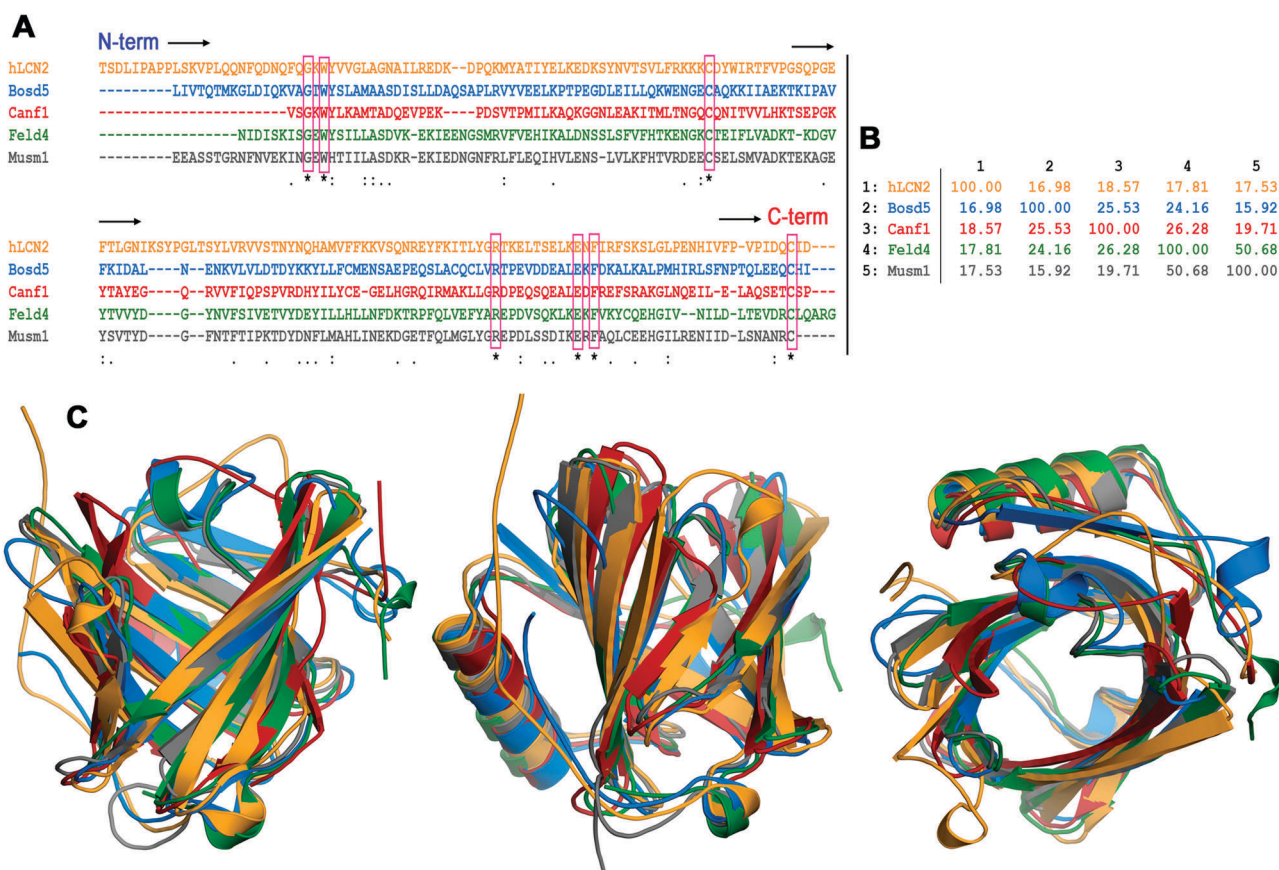 A
N-term
hLCN2 TSDLIPAPPLSKVPLQQNFQDNQFQGKWYVVGLAGNAILREDK--DPQKMYATIYELKEDKSYNVTSVLFRKKKCDYWIRTFVPGSQPGE
Bosd5 ---------LIVTQTMKGLDIQKVAGTWYSLAMAASDISLLDAQSAPLRVYVEELKPTPEGDLEILLQKWENGECAQKKIIAEKTKIPAV
Canf1 -----------------------VSGKWYLKAMTADQEVPEK----PDSVTPMILKAQKGGNLEAKITMLTNGQCQNITVVLHKTSEPGK
Feld4 -----------------NIDISKISGEWYSILLASDVK-EKIEENGSMRVFVEHIKALDNSSLSFVFHTKENGKCTEIFLVADKT-KDGV
Musm1 ---------EEASSTGRNFNVEKINGEWHTIILASDKR-EKIEDNGNFRLFLEQIHVLENS-LVLKFHTVRDEECSELSMVADKTEKAGE
. * *: :::.. : . . . : * .
C-term
hLCN2 FTLGNIKSYPGLTSYLVRVVSTNYNQHAMVFFKKVSQNREYFKITLYGRTKELTSELKENFIRFSKSLGLPENHIVFP-VPIDQCID---
Bosd5 FKIDAL----N--ENKVLVLDTDYKKYLLFCMENSAEPEQSLACQCLVRTPEVDDEALEKFDKALKALPMHIRLSFNPTQLEEQCHI---
Canf1 YTAYEG----Q--RVVFIQPSPVRDHYILYCE-GELHGRQIRMAKLLGRDPEQSQEALEDFREFSRAKGLNQEIL-E-LAQSETCSP---
Feld4 YTVVYD----G--YNVFSIVETVYDEYILLHLLNFDKTRPFQLVEFYAREPDVSQKLKEKFVKYCQEHGIV--NILD-LTEVDRCLQARG
Musm1 YSVTYD----G--FNTFTIPKTDYDNFLMAHLINEKDGETFQLMGLYGREPDLSSDIKERFAQLCEEHGILRENIID-LSNANRC-----
:. . . .. . . * : .. * * . : *
B
1 2 3 4 5
1: hLCN2 100.00 16.98 18.57 17.81 17.53
2: Bosd5 16.98 100.00 25.53 24.16 15.92
3: Canf1 18.57 25.53 100.00 26.28 19.71
4: Feld4 17.81 24.16 26.28 100.00 50.68
5: Musm1 17.53 15.92 19.71 50.68 100.00
C